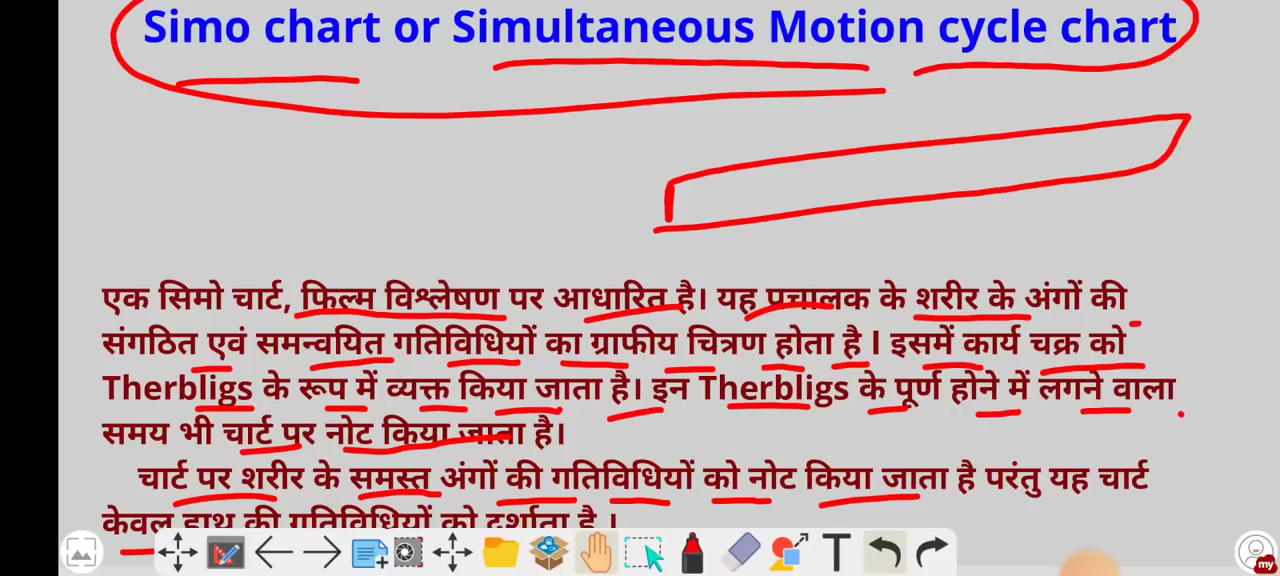 Simo chart or Simultaneous Motion cycle chart
एक सिमो चार्ट, फिल्म विश्लेषण पर आधारित है। यह प्रचालक के शरीर के अंगों की
संगठित एवं समन्वयित गतिविधियों का ग्राफीय चित्रण होता है । इसमें कार्य चक्र को
Therbligs के रूप में व्यक्त किया जाता है। इन Therbligs के पूर्ण होने में लगने वाला
समय भी चार्ट पर नोट किया जाता है।
चार्ट पर शरीर के समस्त अंगों की गतिविधियों को नोट किया जाता है परंतु यह चार्ट
केवल हाथ की गतिविधियों को दर्शाता है ।
T
my